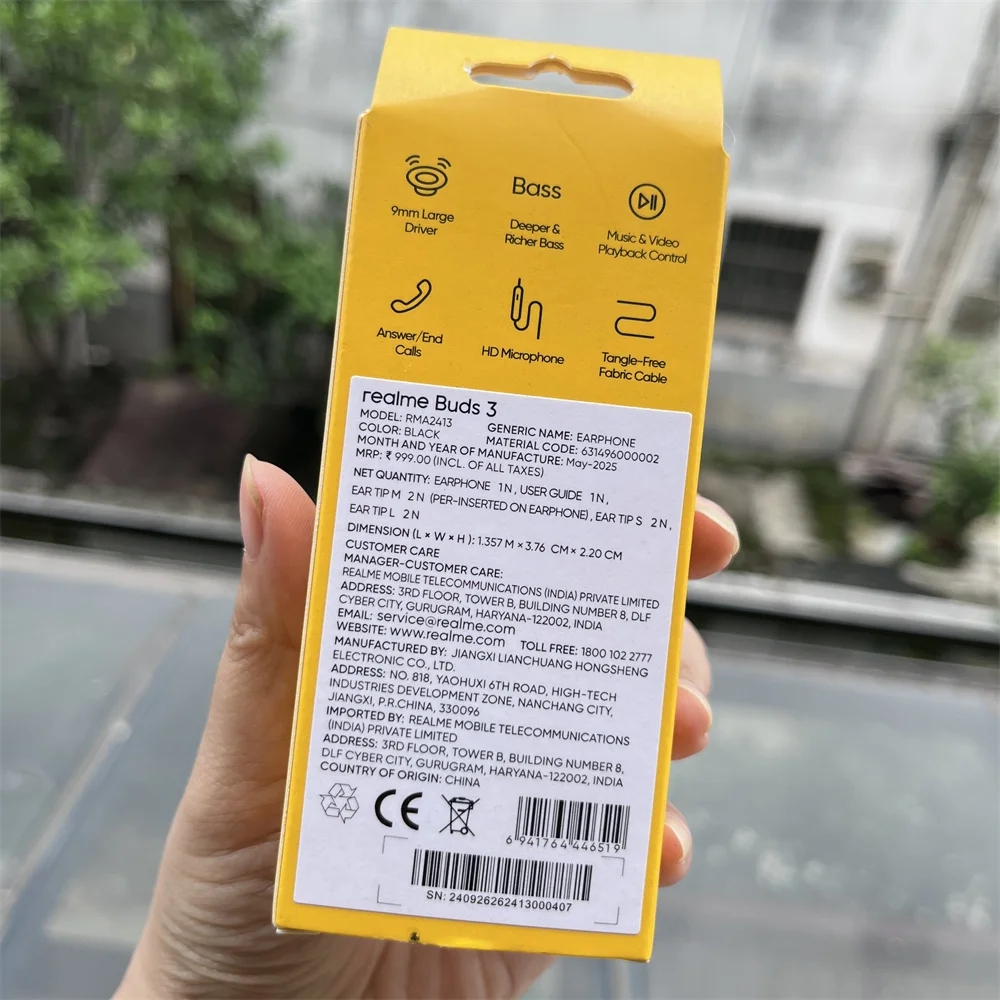 9mm Large
Driver
Bass
Deeper &
Richer Bass
Music & Video
Playback Control
Answer/End
Calls
HD Microphone
Tangle-Free
Fabric Cable
realme Buds 3
MODEL: RMA2413
GENERIC NAME: EARPHONE
COLOR: BLACK
MATERIAL CODE: 631496000002
MONTH AND YEAR OF MANUFACTURE: May-2025
MRP: ₹ 999.00 (INCL. OF ALL TAXES)
NET QUANTITY: EARPHONE 1N, USER GUIDE 1N,
EAR TIP M 2N (PER-INSERTED ON EARPHONE), EAR TIP S 2N,
EAR TIP L 2N
DIMENSION (L × W × H): 1.357 M × 3.76 CM × 2.20 CM
CUSTOMER CARE
MANAGER-CUSTOMER CARE:
REALME MOBILE TELECOMMUNICATIONS (INDIA) PRIVATE LIMITED
ADDRESS: 3RD FLOOR, TOWER B, BUILDING NUMBER 8, DLF
CYBER CITY, GURUGRAM, HARYANA-122002, INDIA
EMAIL: service@realme.com
WEBSITE: www.realme.com TOLL FREE: 1800 102 2777
MANUFACTURED BY: JIANGXI LIANCHUANG HONGSHENG
ELECTRONIC CO., LTD.
ADDRESS: NO. 818, YAOHUXI 6TH ROAD, HIGH-TECH
INDUSTRIES DEVELOPMENT ZONE, NANCHANG CITY,
JIANGXI, P.R.CHINA, 330096
IMPORTED BY: REALME MOBILE TELECOMMUNICATIONS
(INDIA) PRIVATE LIMITED
ADDRESS: 3RD FLOOR, TOWER B, BUILDING NUMBER 8,
DLF CYBER CITY, GURUGRAM, HARYANA-122002, INDIA
COUNTRY OF ORIGIN: CHINA
CE
6 941764 446519
SN: 240926262413000407